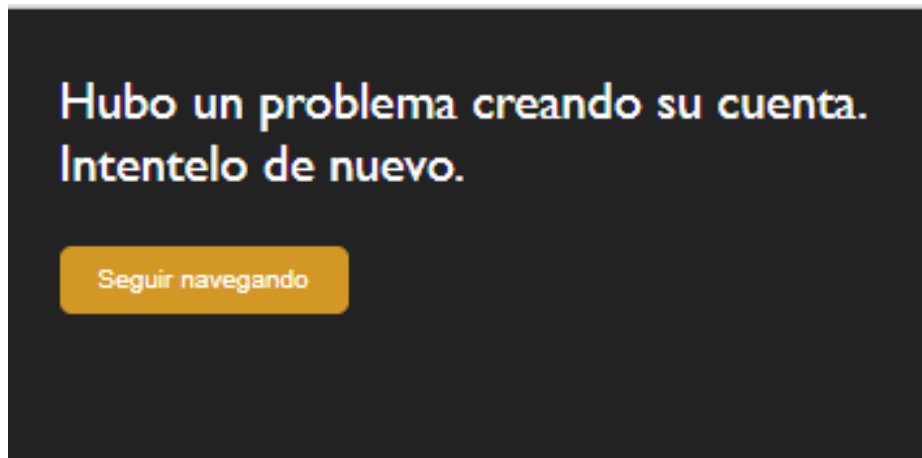 Hubo un problema creando su cuenta.
Intentelo de nuevo.
Seguir navegando